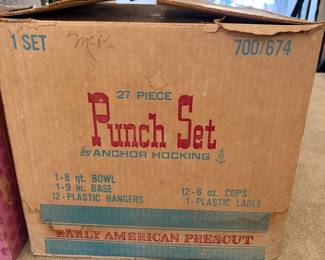 1 SET
McK
700/674
27 PIECE
Punch Set
by ANCHOR HOCKING
1-8 qt. BOWL
1-9 in. BASE
12-PLASTIC HANGERS
12-6 oz. CUPS
1-PLASTIC LADLE
EARLY AMERICAN PRESCUT